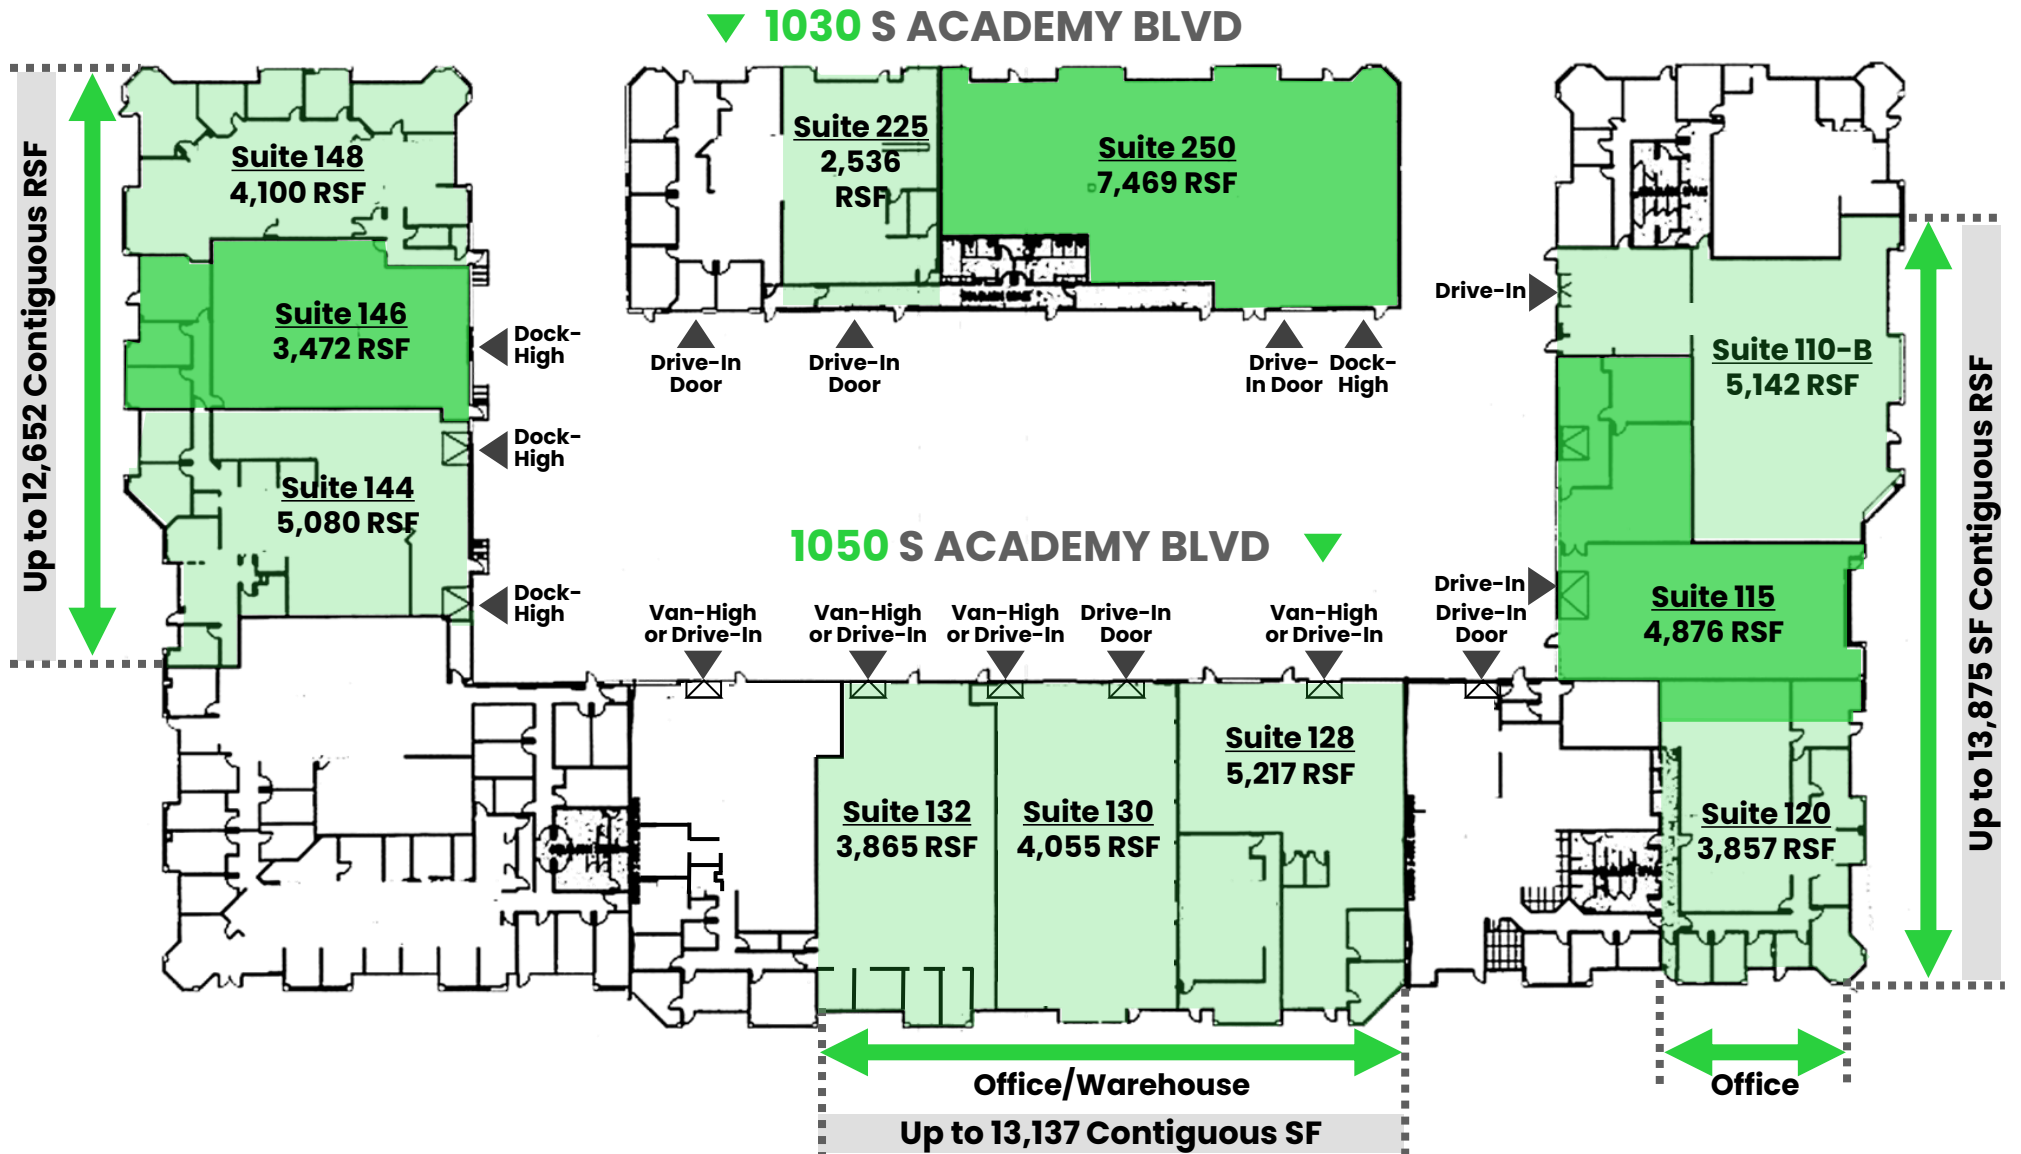 1030 S ACADEMY BLVD
Suite 148
4,100 RSF
Suite 146
3,472 RSF
Suite 144
5,080 RSF
Up to 12,652 Contiguous RSF
Dock-
High
Dock-
High
Dock-
High
Suite 225
2,536
RSF
Suite 250
7,469 RSF
Drive-In
Door
Drive-In
Door
Drive-
In Door
Dock-
High
Drive-In
Suite 110-B
5,142 RSF
Drive-In
Suite 115
4,876 RSF
Suite 120
3,857 RSF
Up to 13,875 SF Contiguous RSF
1050 S ACADEMY BLVD
Van-High
or Drive-In
Van-High
or Drive-In
Van-High
or Drive-In
Drive-In
Door
Van-High
or Drive-In
Drive-In
Door
Suite 132
3,865 RSF
Suite 130
4,055 RSF
Suite 128
5,217 RSF
Office/Warehouse
Up to 13,137 Contiguous SF
Office